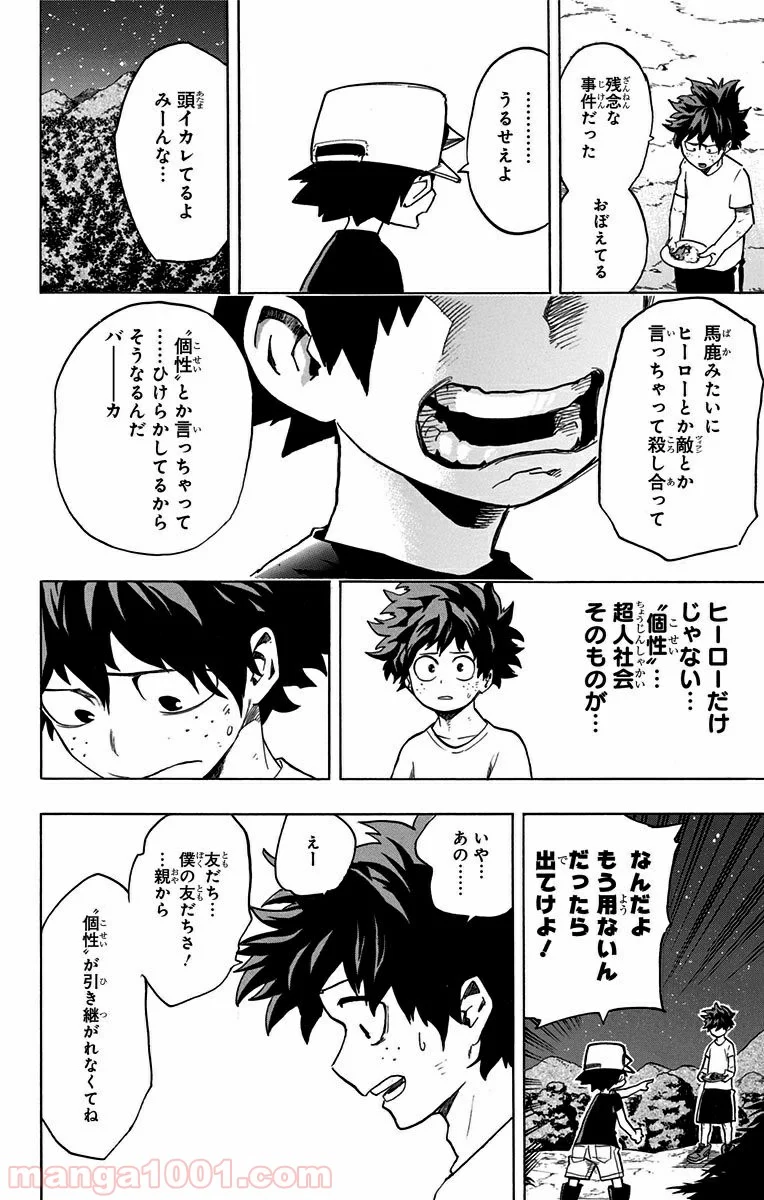 残念な
事件だった
おぼえてる
…………
うるせえよ
頭イカレてるよ
みーんな…
馬鹿みたいに
ヒーローとか敵とか
言っちゃって殺し合って
〝個性〟とか言っちゃって
……ひけらかしてるから
そうなるんだ
バーーーカ
ヒーローだけ
じゃない…
〝個性〟…
超人社会
そのものが…
なんだよ
もう用ないん
だったら
出てけよ!
いや…
あの……
えー
友だち…
僕の友だちさ!
…親から
〝個性〟が引き継がれなくてね
manga1001.com